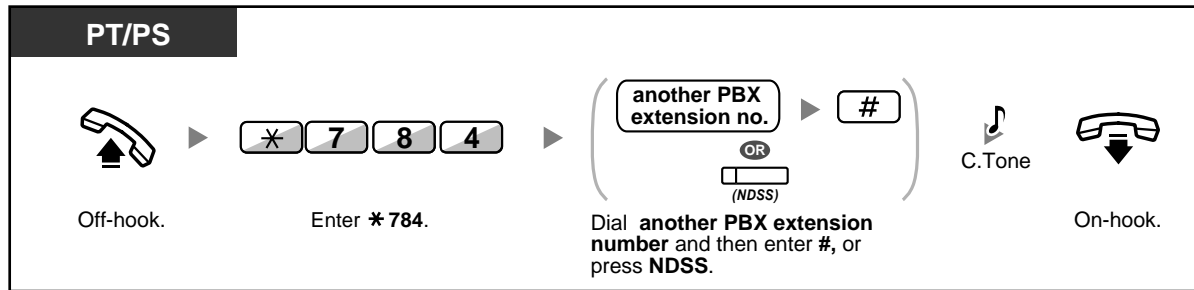 PT/PS
another PBX
extension no.
#
OR
(NDSS)
* 7 8 4
C.Tone
Off-hook.
Enter * 784.
Dial another PBX extension
number and then enter #, or
press NDSS.
On-hook.